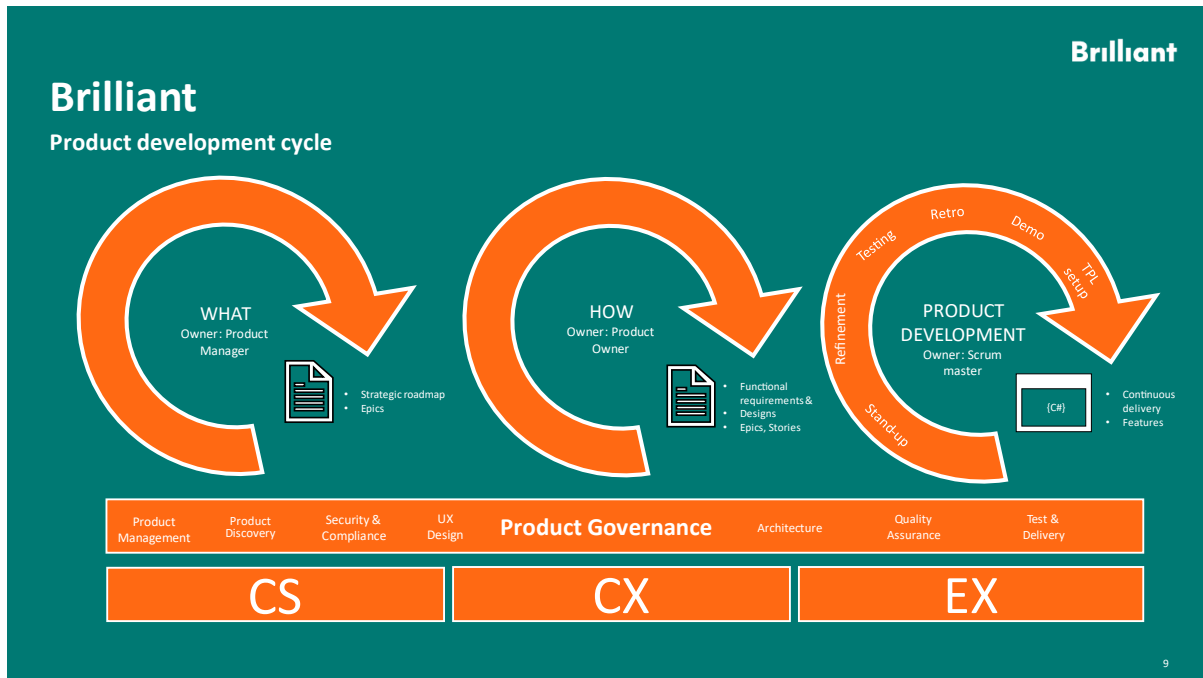 Brilliant
Brilliant
Product development cycle
WHAT
Owner: Product
Manager
• Strategic roadmap
• Epics
HOW
Owner: Product
Owner
• Functional
requirements &
• Designs
• Epics, Stories
Stand-up
Refinement
Testing
Retro
Demo
TPL
setup
PRODUCT
DEVELOPMENT
Owner: Scrum
master
{C#}
• Continuous
delivery
• Features
Product
Management
Product
Discovery
Security &
Compliance
UX
Design
Product Governance
Architecture
Quality
Assurance
Test &
Delivery
CS
CX
EX
9